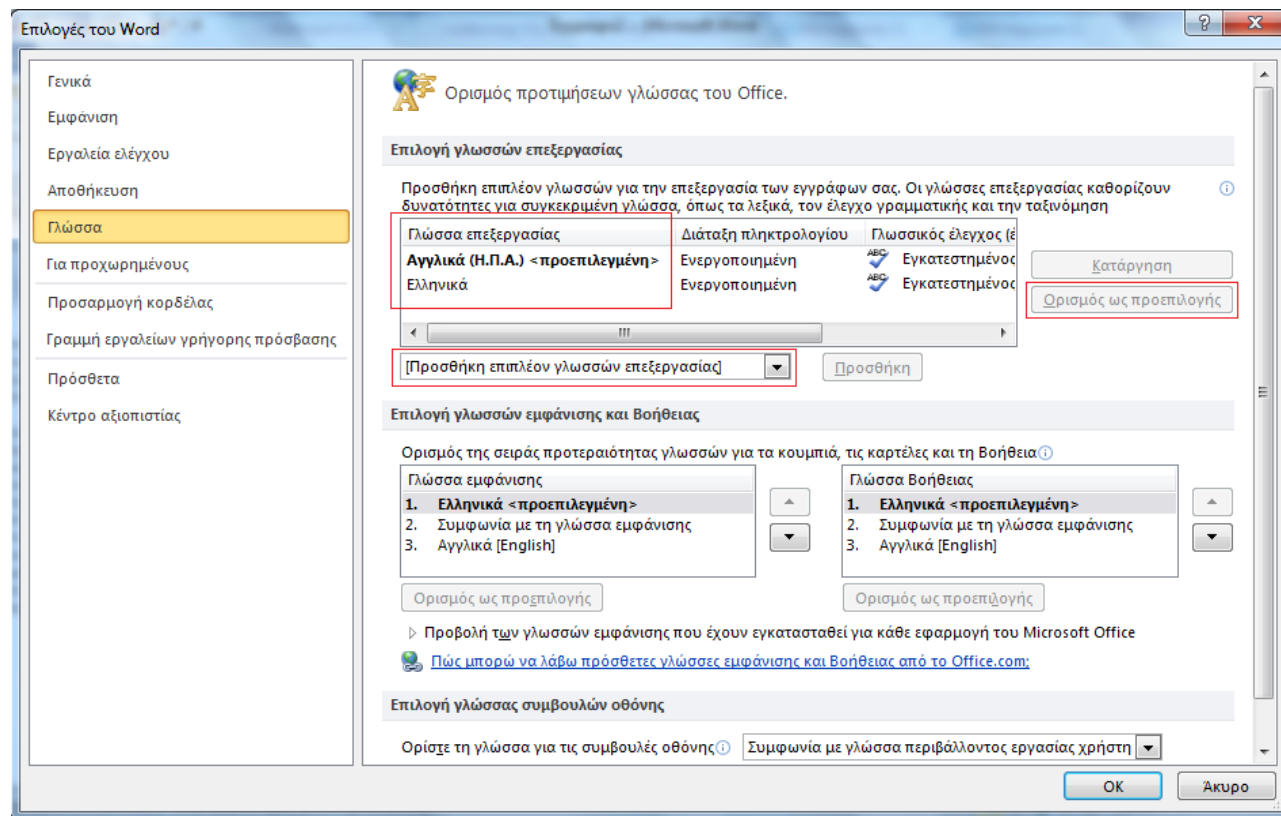 Επιλογές του Word
Γενικά
Εμφάνιση
Εργαλεία ελέγχου
Αποθήκευση
Γλώσσα
Για προχωρημένους
Προσαρμογή κορδέλας
Γραμμή εργαλείων γρήγορης πρόσβασης
Πρόσθετα
Κέντρο αξιοπιστίας
Ορισμός προτιμήσεων γλώσσας του Office.
Επιλογή γλωσσών επεξεργασίας
Προσθήκη επιπλέον γλωσσών για την επεξεργασία των εγγράφων σας. Οι γλώσσες επεξεργασίας καθορίζουν
δυνατότητες για συγκεκριμένη γλώσσα, όπως τα λεξικά, τον έλεγχο γραμματικής και την ταξινόμηση
Γλώσσα επεξεργασίας Διάταξη πληκτρολογίου Γλωσσικός έλεγχος (έ
Αγγλικά (Η.Π.Α.) <προεπιλεγμένη> Ενεργοποιημένη Εγκατεστημένος
Ελληνικά Ενεργοποιημένη Εγκατεστημένος
Κατάργηση
Ορισμός ως προεπιλογής
[Προσθήκη επιπλέον γλωσσών επεξεργασίας] Προσθήκη
Επιλογή γλωσσών εμφάνισης και Βοήθειας
Ορισμός της σειράς προτεραιότητας γλωσσών για τα κουμπιά, τις καρτέλες και τη Βοήθεια
Γλώσσα εμφάνισης
1. Ελληνικά <προεπιλεγμένη>
2. Συμφωνία με τη γλώσσα εμφάνισης
3. Αγγλικά [English]
Ορισμός ως προεπιλογής
Γλώσσα Βοήθειας
1. Ελληνικά <προεπιλεγμένη>
2. Συμφωνία με τη γλώσσα εμφάνισης
3. Αγγλικά [English]
Ορισμός ως προεπιλογής
Προβολή των γλωσσών εμφάνισης που έχουν εγκατασταθεί για κάθε εφαρμογή του Microsoft Office
Πώς μπορώ να λάβω πρόσθετες γλώσσες εμφάνισης και Βοήθειας από το Office.com;
Επιλογή γλώσσας συμβουλών οθόνης
Ορίστε τη γλώσσα για τις συμβουλές οθόνης Συμφωνία με γλώσσα περιβάλλοντος εργασίας χρήστη
OK Άκυρο